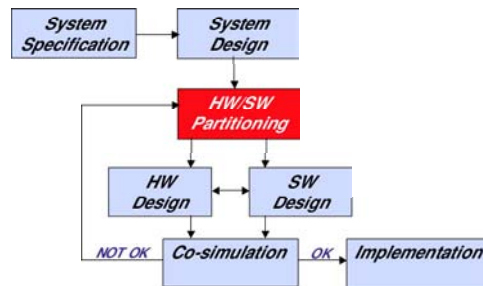 System
Specification
System
Design
HW/SW
Partitioning
HW
Design
SW
Design
NOT OK
Co-simulation
OK
Implementation